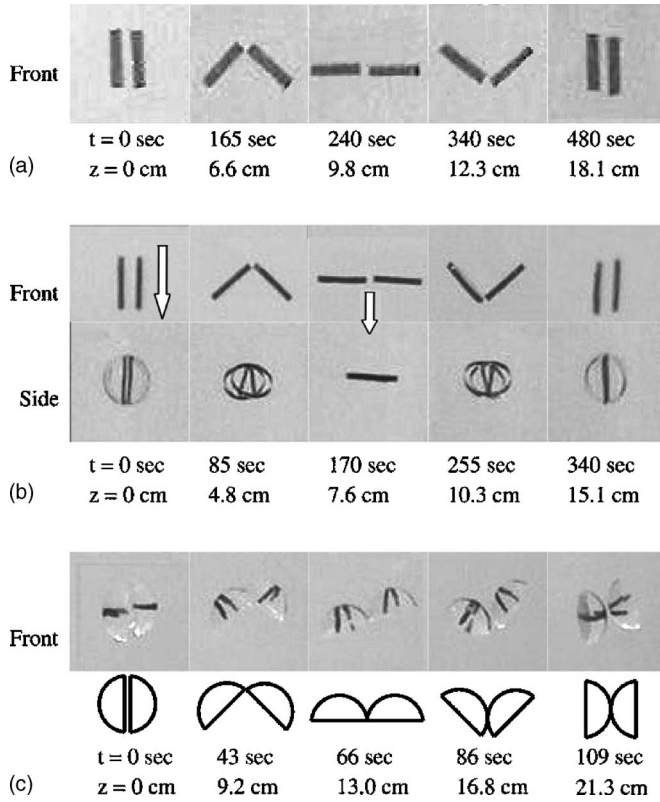 Front
t = 0 sec 165 sec 240 sec 340 sec 480 sec
(a) z = 0 cm 6.6 cm 9.8 cm 12.3 cm 18.1 cm
Front
Side
t = 0 sec 85 sec 170 sec 255 sec 340 sec
(b) z = 0 cm 4.8 cm 7.6 cm 10.3 cm 15.1 cm
Front
t = 0 sec 43 sec 66 sec 86 sec 109 sec
(c) z = 0 cm 9.2 cm 13.0 cm 16.8 cm 21.3 cm